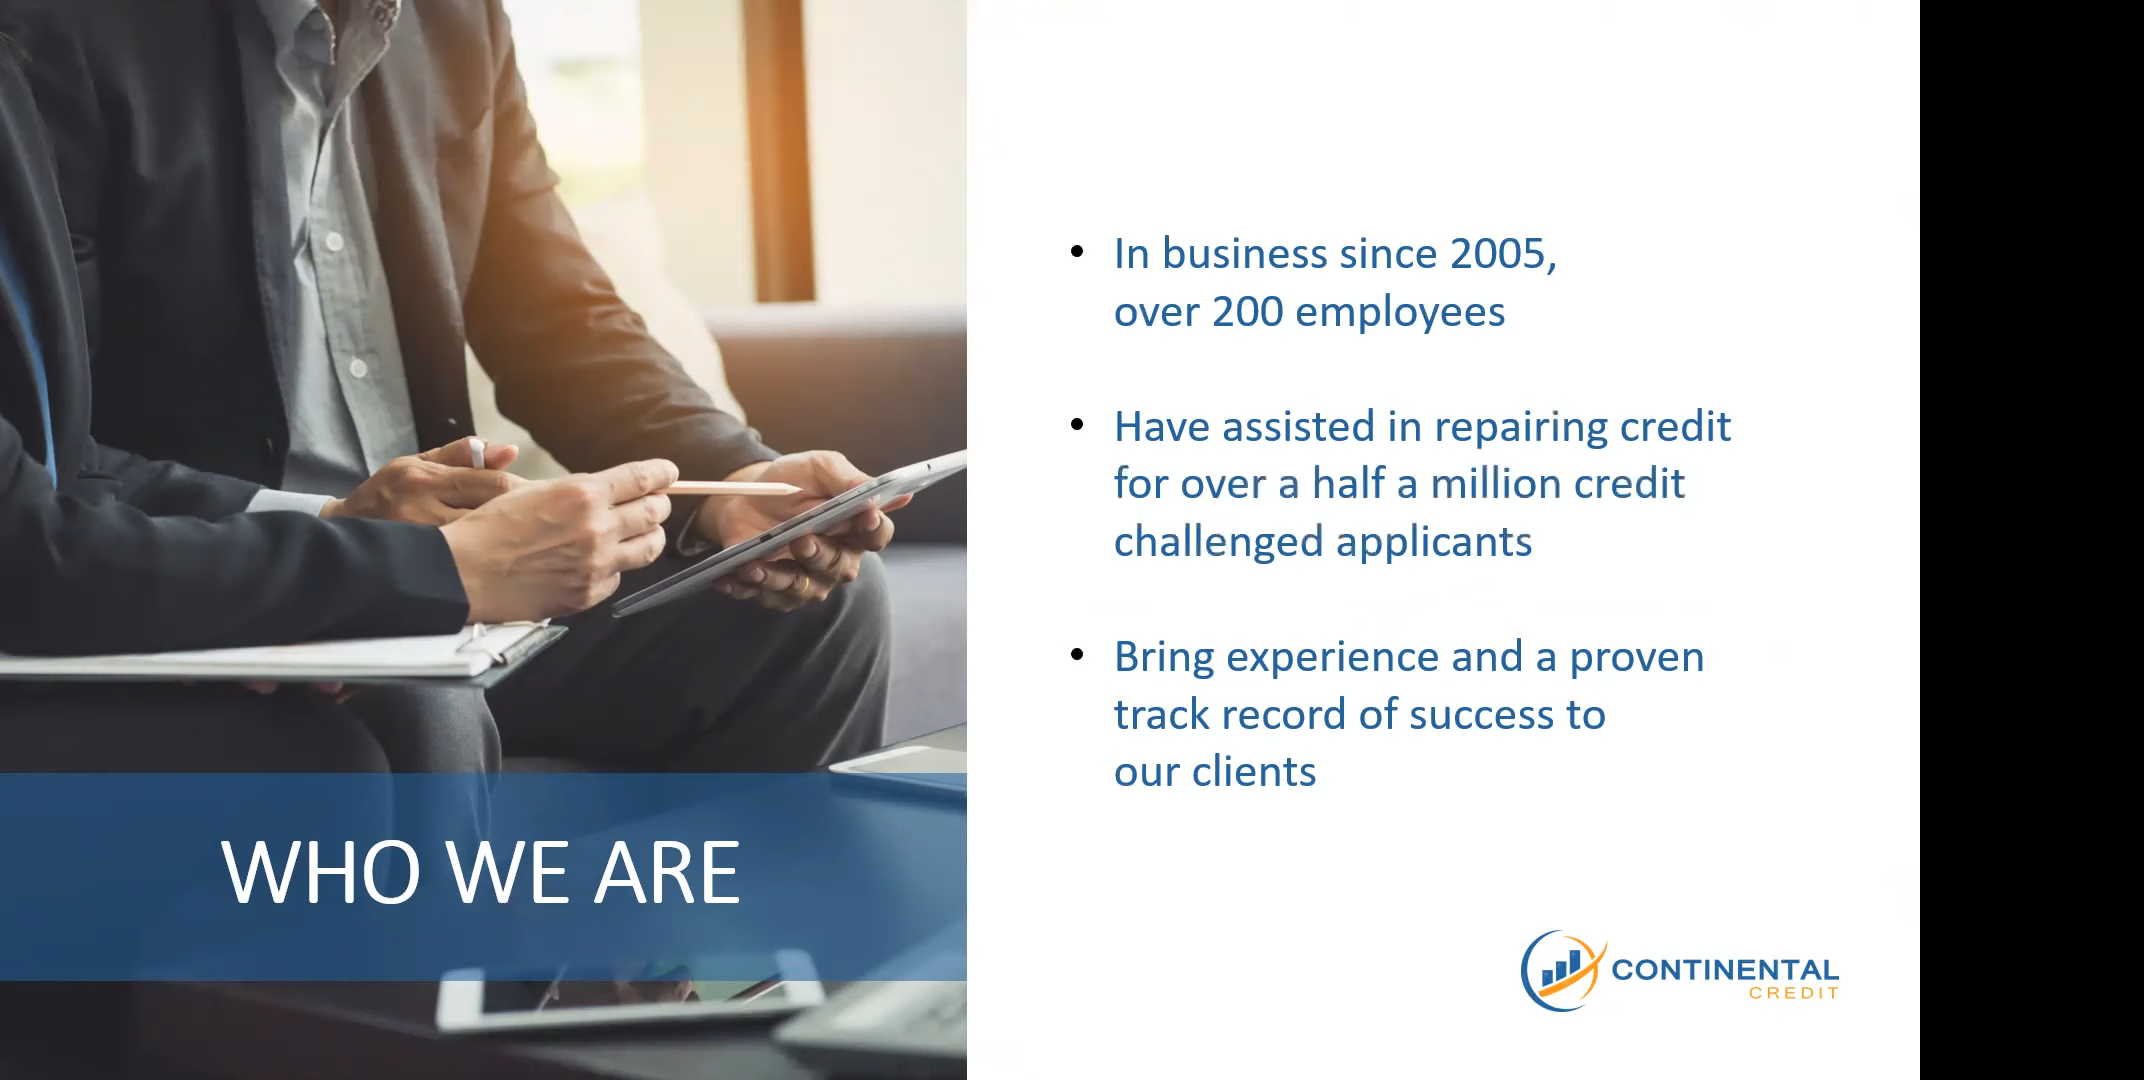 In business since 2005,
over 200 employees
Have assisted in repairing credit
for over a half a million credit
challenged applicants
Bring experience and a proven
track record of success to
our clients
WHO WE ARE
CONTINENTAL
CREDIT